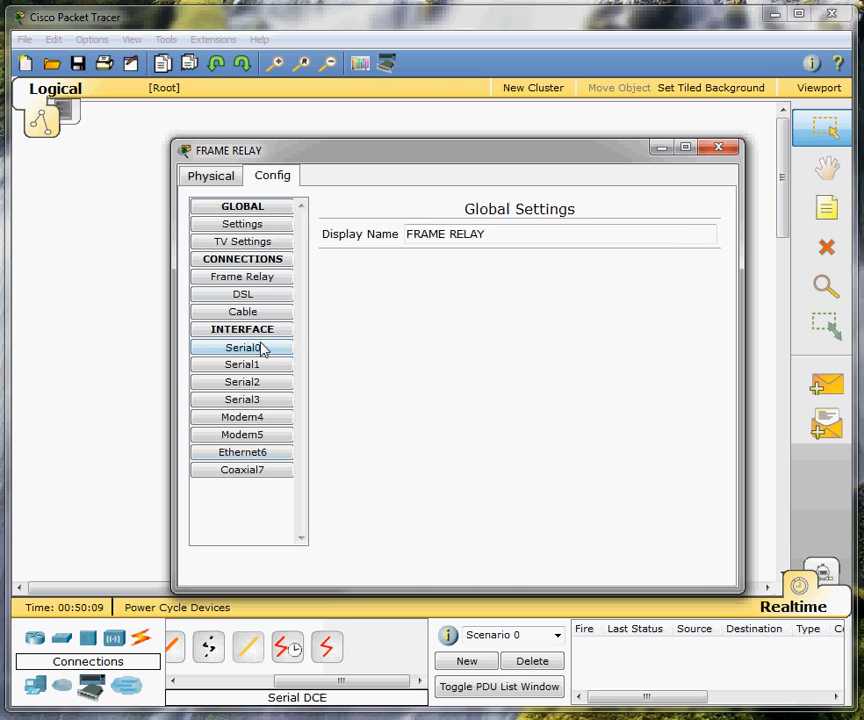 Cisco Packet Tracer
File Edit Options View Tools Extensions Help
Logical [Root] New Cluster Move Object Set Tiled Background Viewport
FRAME RELAY
Physical Config
GLOBAL
Settings
TV Settings
CONNECTIONS
Frame Relay
DSL
Cable
INTERFACE
Serial0
Serial1
Serial2
Serial3
Modem4
Modem5
Ethernet6
Coaxial7
Global Settings
Display Name FRAME RELAY
Time: 00:50:09 Power Cycle Devices Realtime
Connections
Serial DCE
Scenario 0
New Delete
Toggle PDU List Window
Fire Last Status Source Destination Type Co